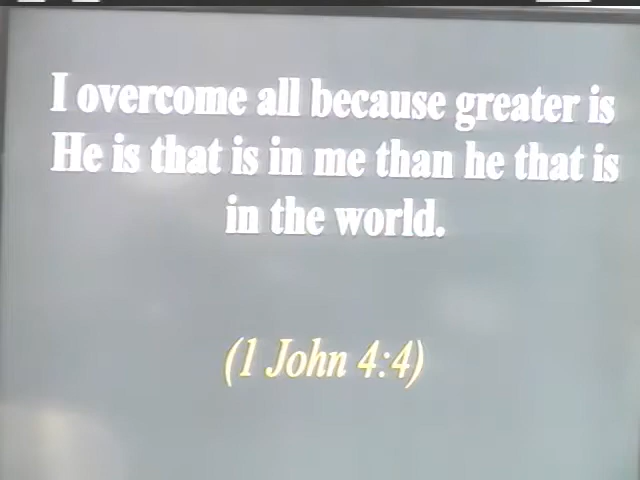 I overcome all because greater is
He is that is in me than he that is
in the world.
(1 John 4:4)